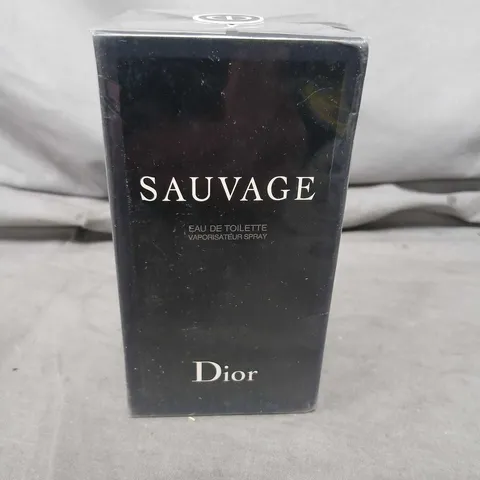 SAUVAGE
EAU DE TOILETTE
VAPORISATEUR SPRAY
Dior